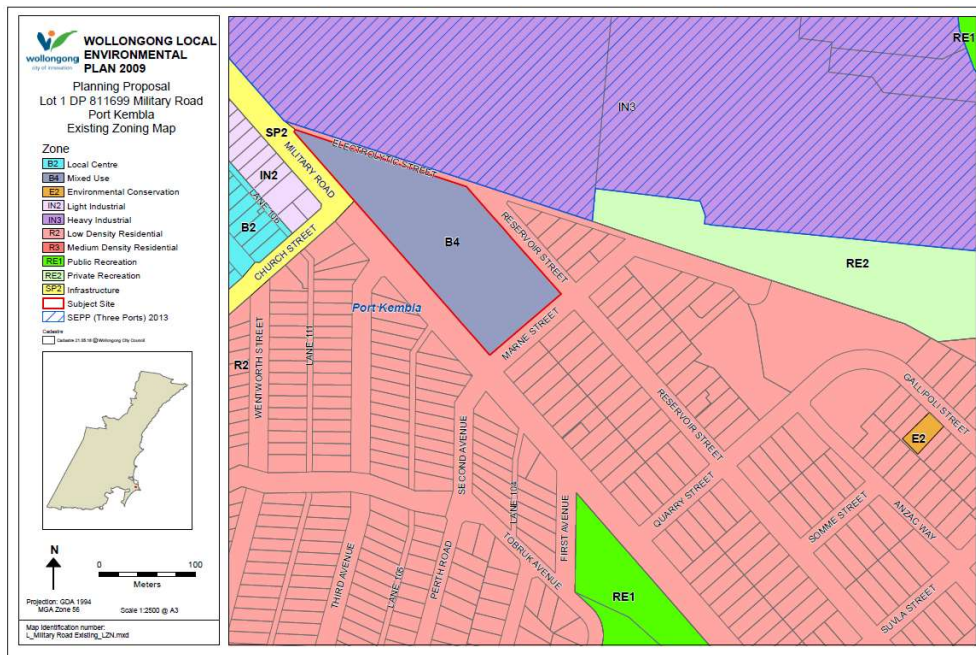 wollongong
city of innovation
WOLLONGONG LOCAL
ENVIRONMENTAL
PLAN 2009
Planning Proposal
Lot 1 DP 811699 Military Road
Port Kembla
Existing Zoning Map
Zone
B2 Local Centre
B4 Mixed Use
E2 Environmental Conservation
IN2 Light Industrial
IN3 Heavy Industrial
R2 Low Density Residential
R3 Medium Density Residential
RE1 Public Recreation
RE2 Private Recreation
SP2 Infrastructure
Subject Site
SEPP (Three Ports) 2013
Cadastre
N
0 100
Meters
Projection: GDA 1994
MGA Zone 56
Scale 1:2500 @ A3
Map Identification number:
L_Military Road Existing_LZN.mxd
RE1
IN3
SP2
MILITARY ROAD
ELECTROLYTIC STREET
IN2
LANE 106
B2
CHURCH STREET
B4
RESERVOIR STREET
RE2
Port Kembla
MARNE STREET
R2
WENTWORTH STREET
LANE 111
SECOND AVENUE
RESERVOIR STREET
GALLIPOLI STREET
E2
QUARRY STREET
SOMME STREET
ANZAC WAY
LANE 104
FIRST AVENUE
TOBRUK AVENUE
THIRD AVENUE
LANE 105
PERTH ROAD
RE1
SUVLA STREET